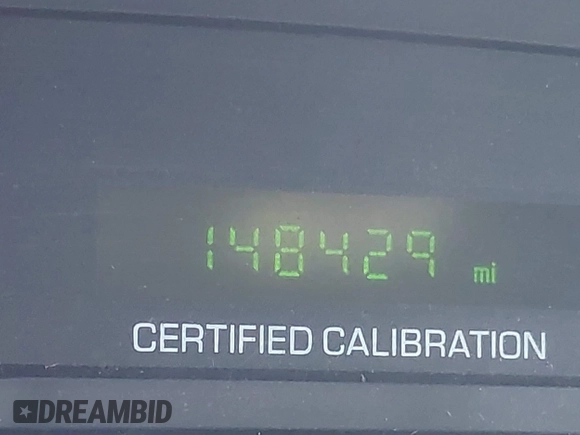 148429 mi
CERTIFIED CALIBRATION
DREAMBID